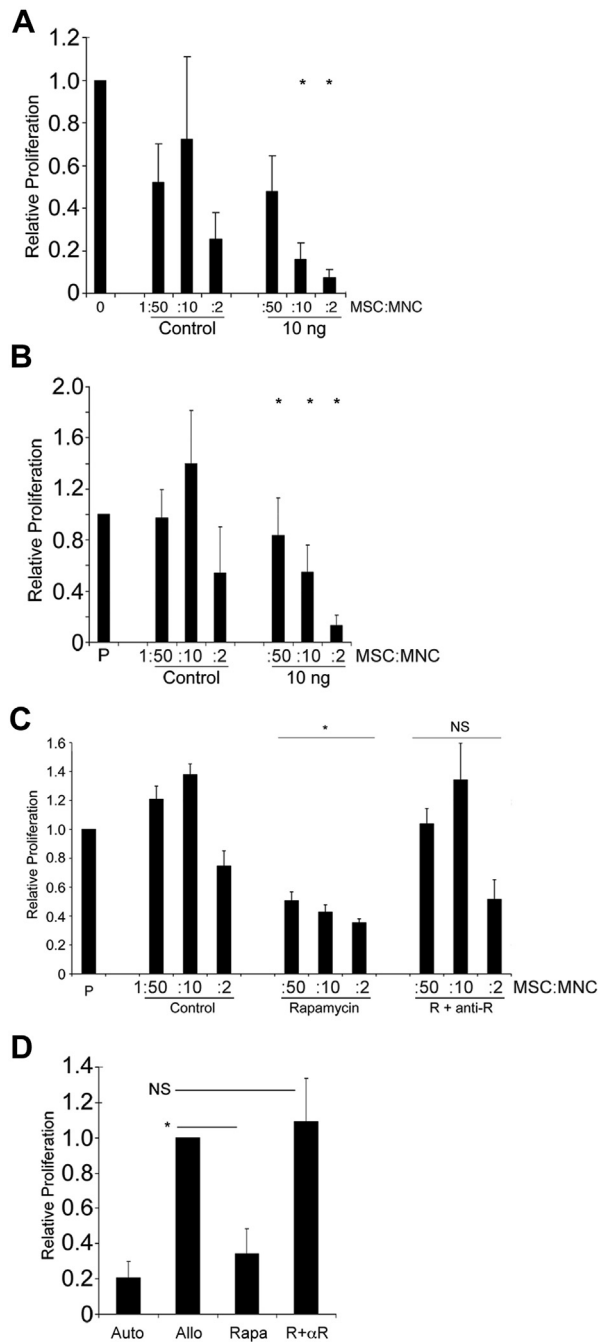 A
1.2
1.0
0.8
0.6
0.4
0.2
0
Relative Proliferation
* *
0 1:50 :10 :2 :50 :10 :2 MSC:MNC
Control 10 ng
B
2.0
1.6
1.2
0.8
0.4
0
Relative Proliferation
* * *
P 1:50 :10 :2 :50 :10 :2 MSC:MNC
Control 10 ng
C
1.6
1.4
1.2
1.0
0.8
0.6
0.4
0.2
0
Relative Proliferation
* NS
P 1:50 :10 :2 :50 :10 :2 :50 :10 :2 MSC:MNC
Control Rapamycin R + anti-R
D
1.4
1.2
1.0
0.8
0.6
0.4
0.2
0
Relative Proliferation
NS
*
Auto Allo Rapa R+αR